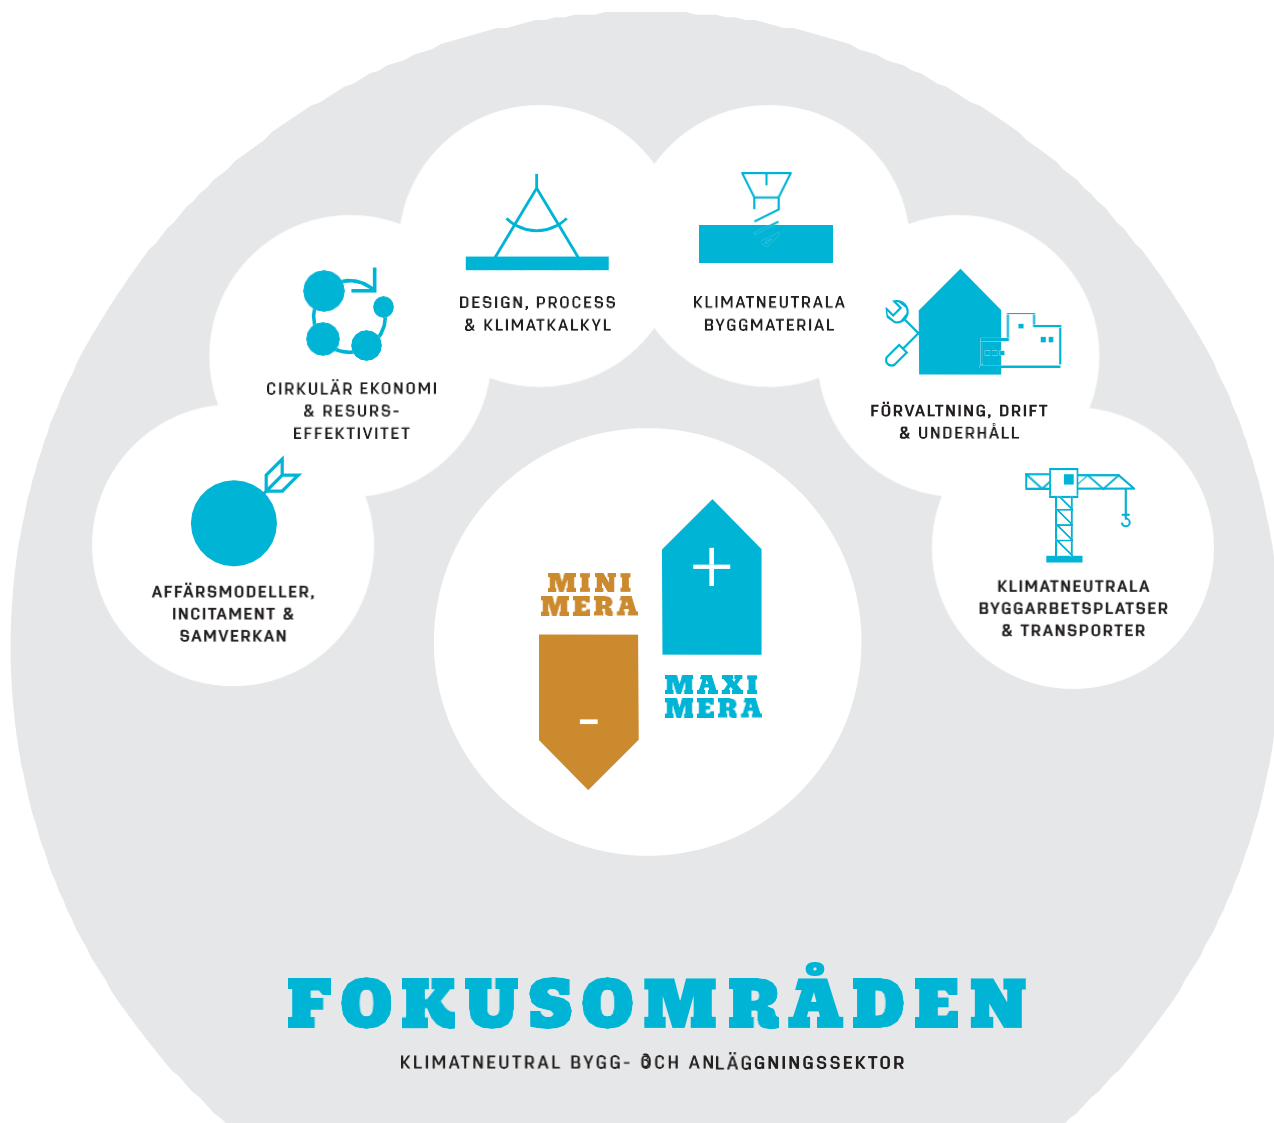 DESIGN, PROCESS
& KLIMATKALKYL
KLIMATNEUTRALA
BYGGMATERIAL
CIRKULÄR EKONOMI
& RESURS-
EFFEKTIVITET
FÖRVALTNING, DRIFT
& UNDERHÅLL
AFFÄRSMODELLER,
INCITAMENT &
SAMVERKAN
KLIMATNEUTRALA
BYGGARBETSPLATSER
& TRANSPORTER
MINI
MERA
+
-
MAXI
MERA
FOKUSOMRÅDEN
KLIMATNEUTRAL BYGG- OCH ANLÄGGNINGSSEKTOR